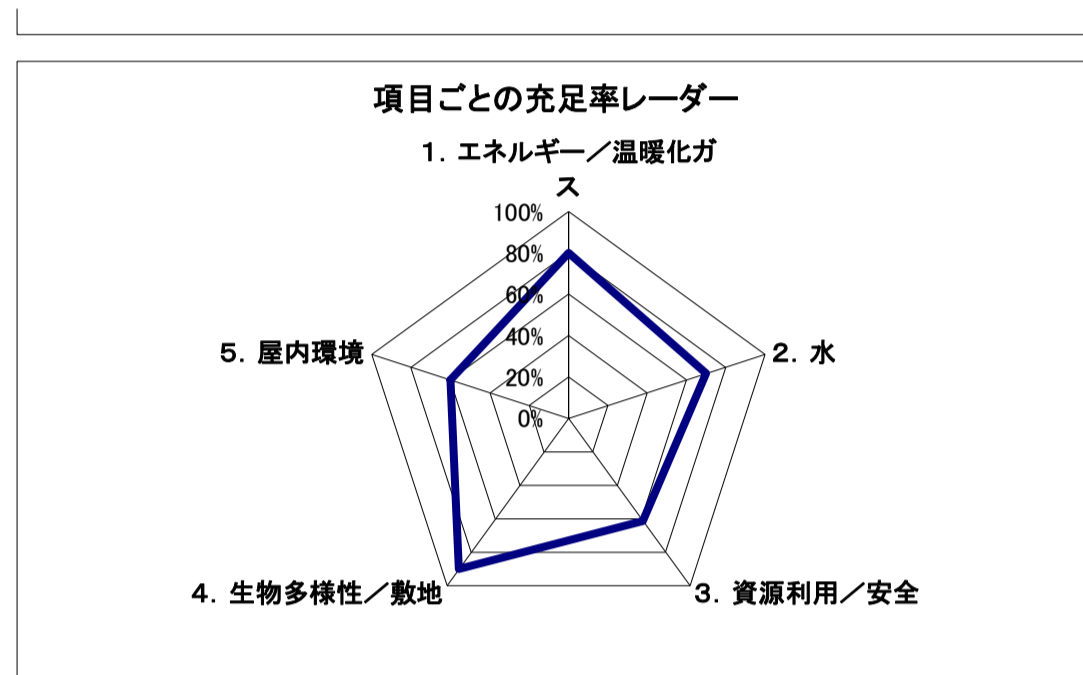 項目ごとの充足率レーダー
1．エネルギー／温暖化ガ
ス
100%
80%
60%
40%
20%
0%
2．水
3．資源利用／安全
4．生物多様性／敷地
5．屋内環境